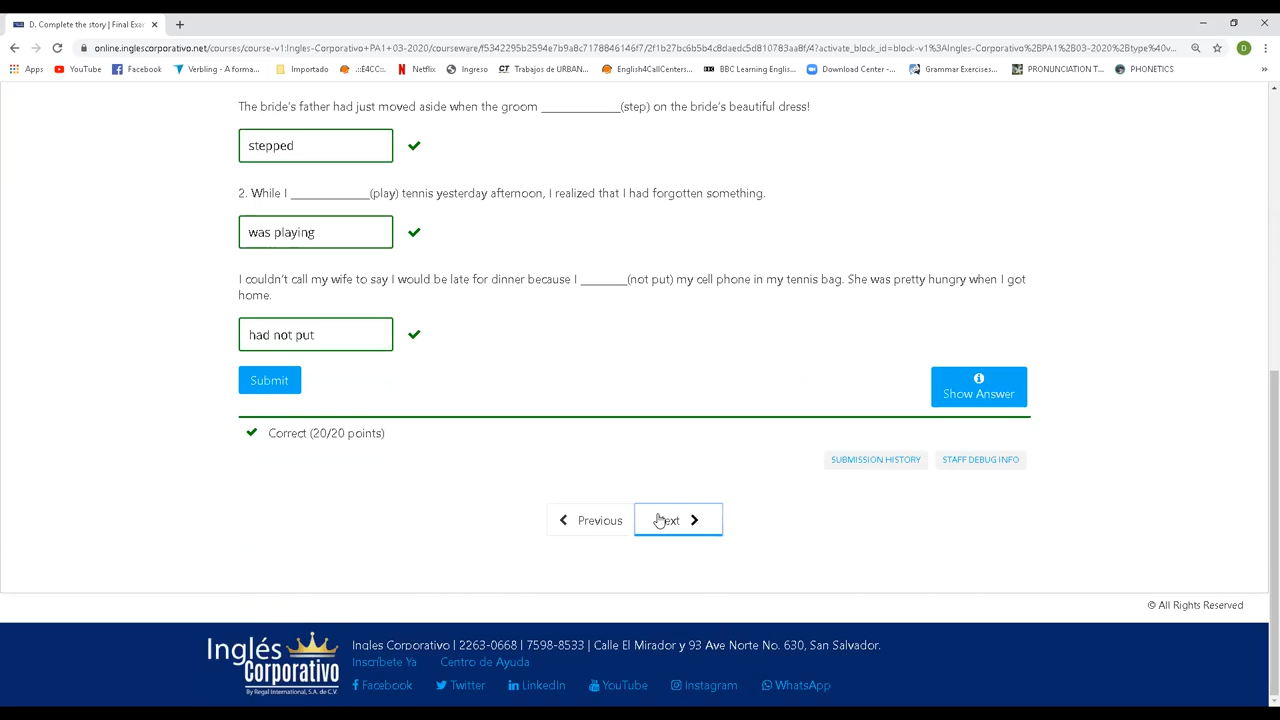 D. Complete the story | Final Exa
online.inglescorporativo.net/courses/course-v1:Ingles-Corporativo+PA1+03-2020/courseware/f5342295b2594e7b9a8c7178846146f7/2f1b27bc6b5b4c8daedc5d810783aa8f/4?activate_block_id=block-v1%3AIngles-Corporativo%2BPA1%2B03-2020%2Btype%40v...
Apps YouTube Facebook Verbling - A forma... Importado .::E4CC::. Netflix Ingreso Trabajos de URBAN... English4CallCenters... BBC Learning Englis... Download Center -... Grammar Exercises... PRONUNCIATION T... PHONETICS
The bride's father had just moved aside when the groom _____________(step) on the bride's beautiful dress!
stepped
2. While I _____________(play) tennis yesterday afternoon, I realized that I had forgotten something.
was playing
I couldn't call my wife to say I would be late for dinner because I ________(not put) my cell phone in my tennis bag. She was pretty hungry when I got
home.
had not put
Submit
Show Answer
Correct (20/20 points)
SUBMISSION HISTORY STAFF DEBUG INFO
Previous Next
© All Rights Reserved
Inglés Corporativo
By Regal International, S.A. de C.V.
Ingles Corporativo | 2263-0668 | 7598-8533 | Calle El Mirador y 93 Ave Norte No. 630, San Salvador.
Inscríbete Ya Centro de Ayuda
Facebook Twitter LinkedIn YouTube Instagram WhatsApp